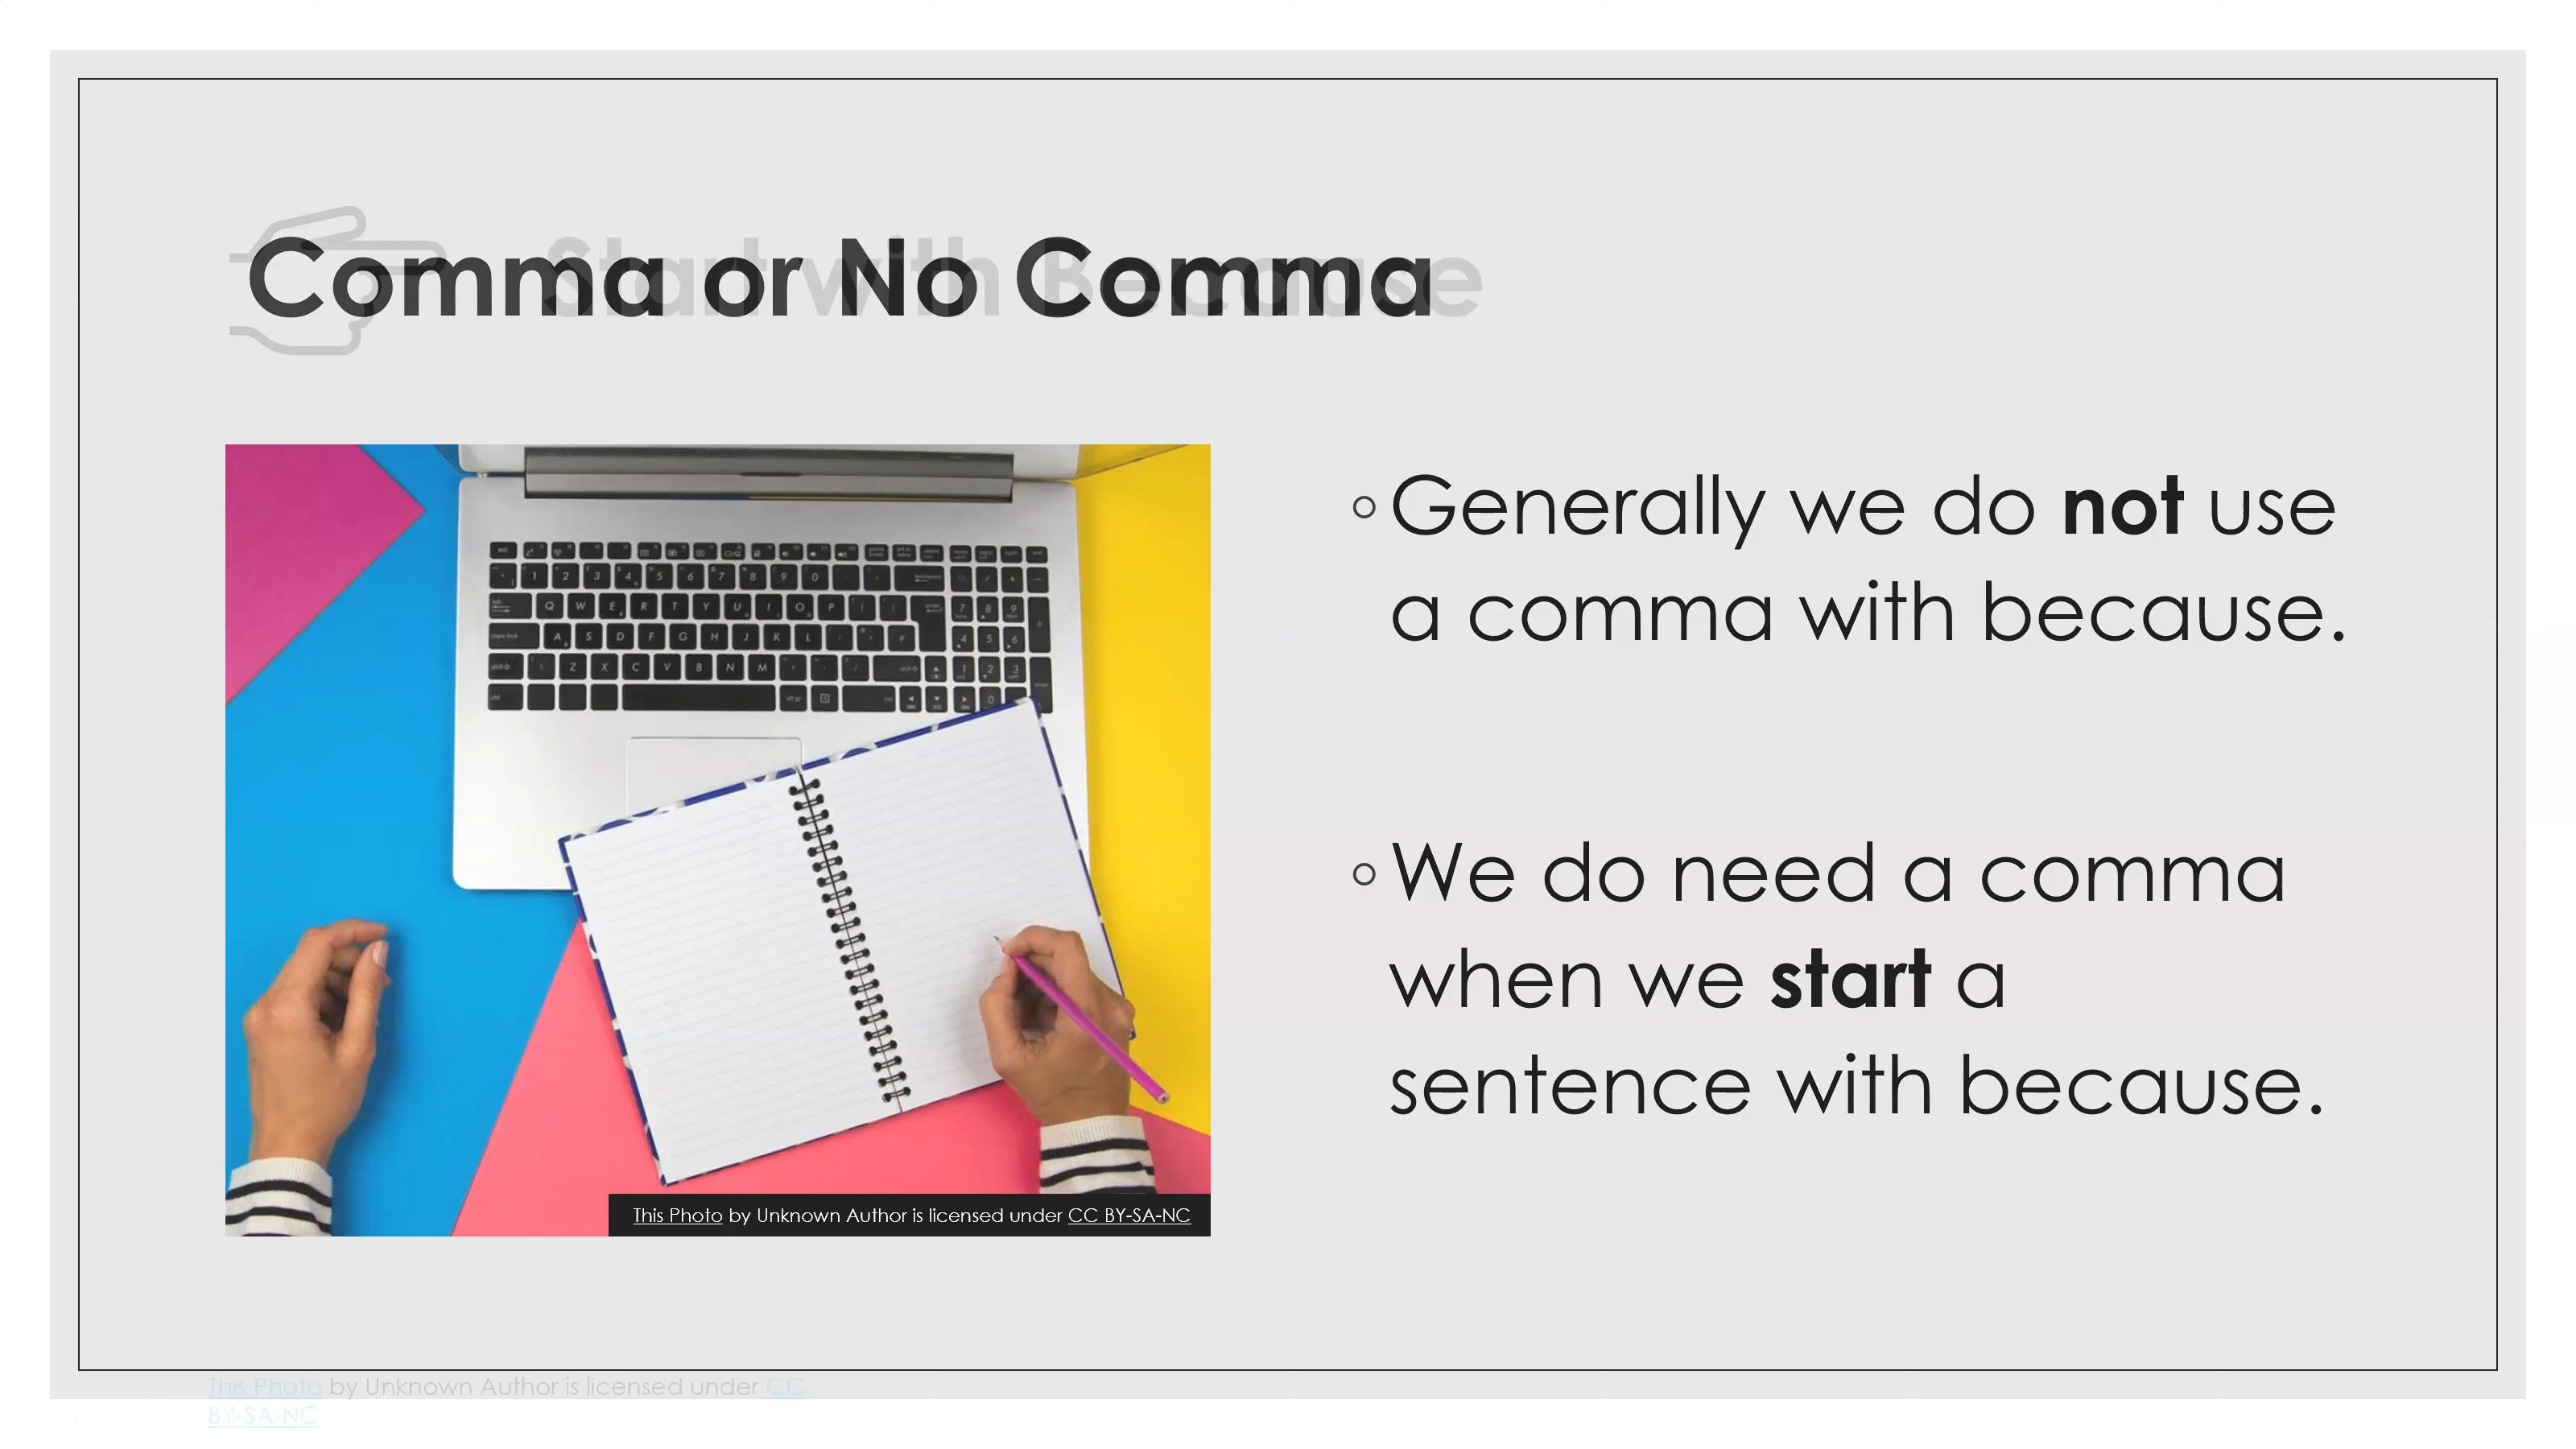 Comma or No Comma
Start with Because
◦Generally we do not use
a comma with because.
◦We do need a comma
when we start a
sentence with because.
This Photo by Unknown Author is licensed under CC BY-SA-NC
This Photo by Unknown Author is licensed under CC
BY-SA-NC